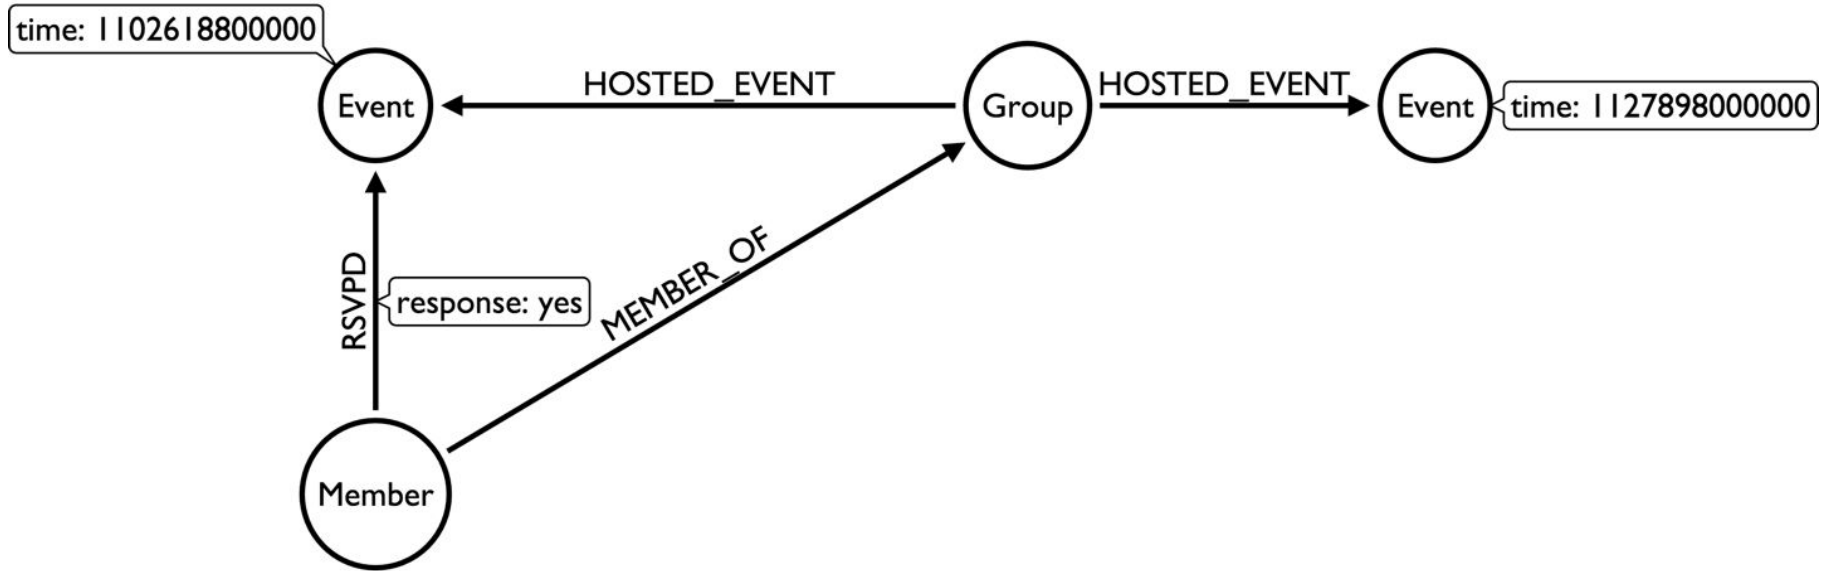 time: 1102618800000
Event
HOSTED_EVENT
Group
HOSTED_EVENT
Event
time: 1127898000000
RSVPD
response: yes
MEMBER_OF
Member